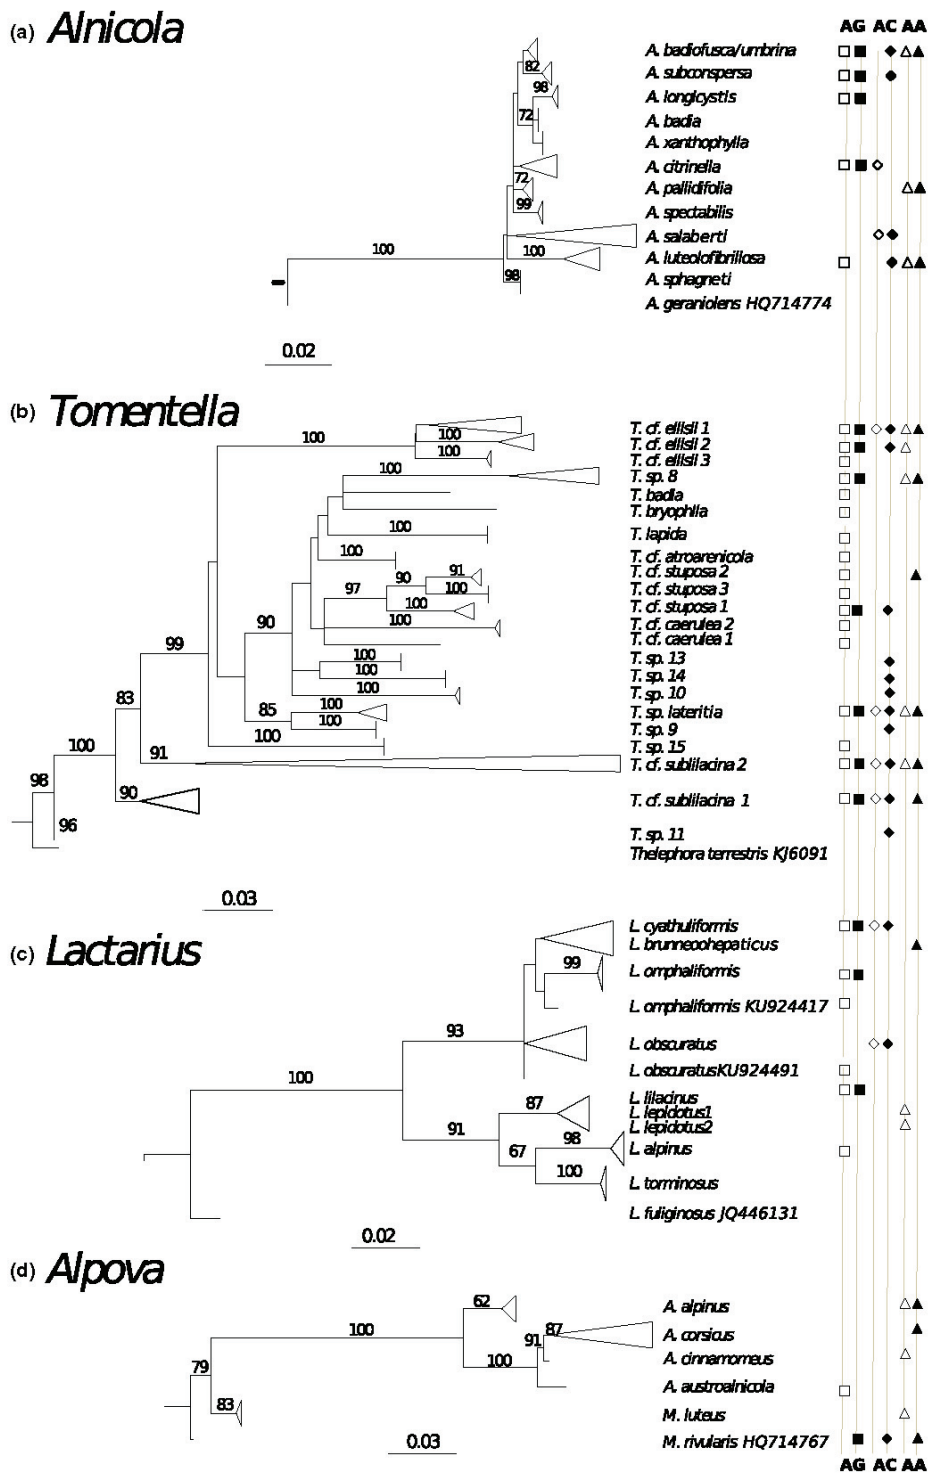 (a) Alnicola
AG AC AA
A. badiofusca/umbrina
82
A. subconspersa
98
A. longicystis
72
A. badia
A. xanthophylla
A. citrinella
72
A. pallidifolia
99
A. spectabilis
A. salaberti
100
100
A. luteolofibrillosa
98
A. sphagneti
A. geraniolens HQ714774
0.02
(b) Tomentella
T. cf. ellisii 1
100
100
T. cf. ellisii 2
100
T. cf. ellisii 3
100
T. sp. 8
T. badia
T. bryophila
100
T. lapida
100
T. cf. atroarenicola
91
T. cf. stuposa 2
90
97
100
T. cf. stuposa 3
100
T. cf. stuposa 1
100
T. cf. caerulea 2
90
T. cf. caerulea 1
99
100
T. sp. 13
100
T. sp. 14
100
T. sp. 10
83
85
100
T. sp. lateritia
100
T. sp. 9
100
100
T. sp. 15
91
T. cf. sublilacina 2
98
90
T. cf. sublilacina 1
96
T. sp. 11
Thelephora terrestris KJ6091
0.03
(c) Lactarius
L. cyathuliformis
L. brunneohepaticus
99
L. omphaliformis
L. omphaliformis KU924417
93
L. obscuratus
L. obscuratusKU924491
100
L. lilacinus
87
L. lepidotus1
L. lepidotus2
91
98
67
L. alpinus
100
L. torminosus
L. fuliginosus JQ446131
0.02
(d) Alpova
62
A. alpinus
100
87
A. corsicus
91
A. cinnamomeus
100
79
A. austroalnicola
83
M. luteus
M. rivularis HQ714767
0.03
AG AC AA